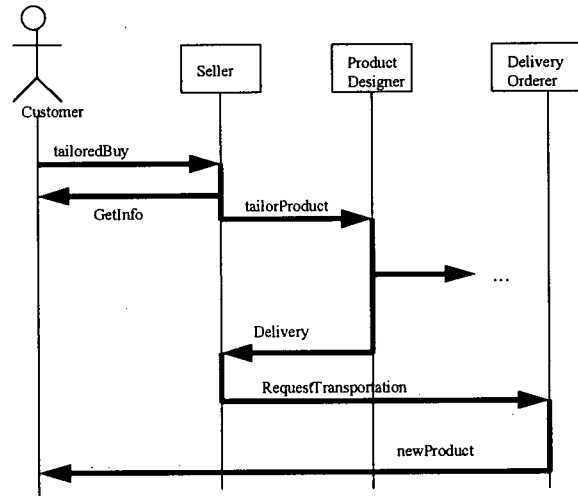 Customer
Seller
Product
Designer
Delivery
Orderer
tailoredBuy
GetInfo
tailorProduct
...
Delivery
RequestTransportation
newProduct